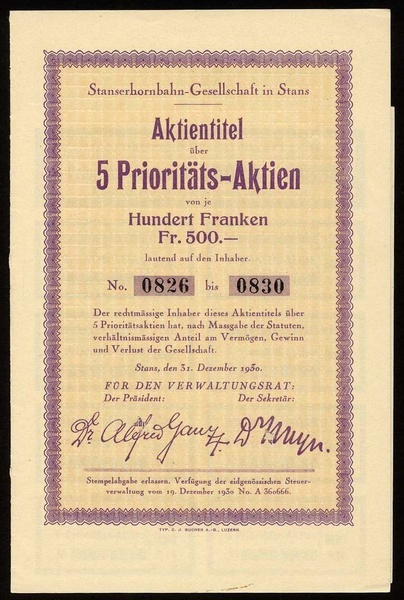 Stanserhornbahn-Gesellschaft in Stans
Aktientitel
über
5 Prioritäts-Aktien
von je
Hundert Franken
Fr. 500.—
lautend auf den Inhaber.
No. 0826 bis 0830
Der rechtmässige Inhaber dieses Aktientitels über
5 Prioritätsaktien hat, nach Massgabe der Statuten,
verhältnismässigen Anteil am Vermögen, Gewinn
und Verlust der Gesellschaft.
Stans, den 31. Dezember 1930.
FÜR DEN VERWALTUNGSRAT:
Der Präsident: Der Sekretär:
Dr. Alfred
Stempelabgabe erlassen. Verfügung der eidgenössischen Steuer-
verwaltung vom 19. Dezember 1930 No. A 360666.
TYP. C. J. BUCHER A.-G., LUZERN.